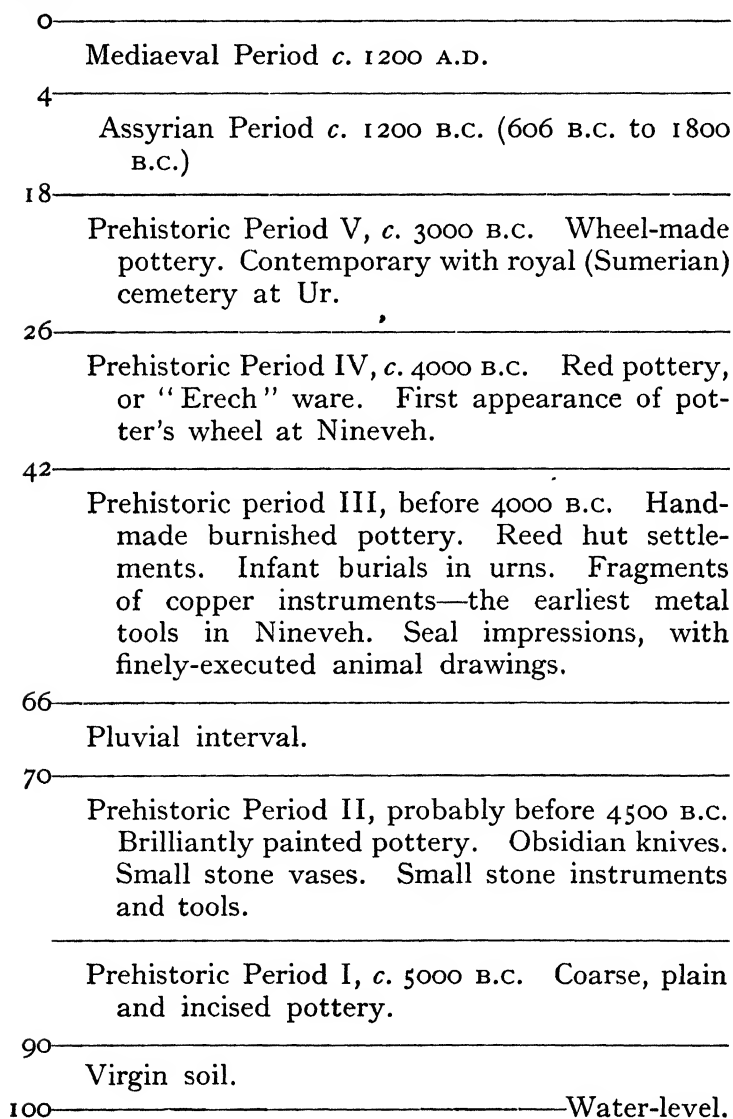 0
Mediaeval Period c. 1200 A.D.
4
Assyrian Period c. 1200 B.C. (606 B.C. to 1800
B.C.)
18
Prehistoric Period V, c. 3000 B.C. Wheel-made
pottery. Contemporary with royal (Sumerian)
cemetery at Ur.
26
Prehistoric Period IV, c. 4000 B.C. Red pottery,
or "Erech" ware. First appearance of pot-
ter's wheel at Nineveh.
42
Prehistoric period III, before 4000 B.C. Hand-
made burnished pottery. Reed hut settle-
ments. Infant burials in urns. Fragments
of copper instruments—the earliest metal
tools in Nineveh. Seal impressions, with
finely-executed animal drawings.
66
Pluvial interval.
70
Prehistoric Period II, probably before 4500 B.C.
Brilliantly painted pottery. Obsidian knives.
Small stone vases. Small stone instruments
and tools.
Prehistoric Period I, c. 5000 B.C. Coarse, plain
and incised pottery.
90
Virgin soil.
100 Water-level.